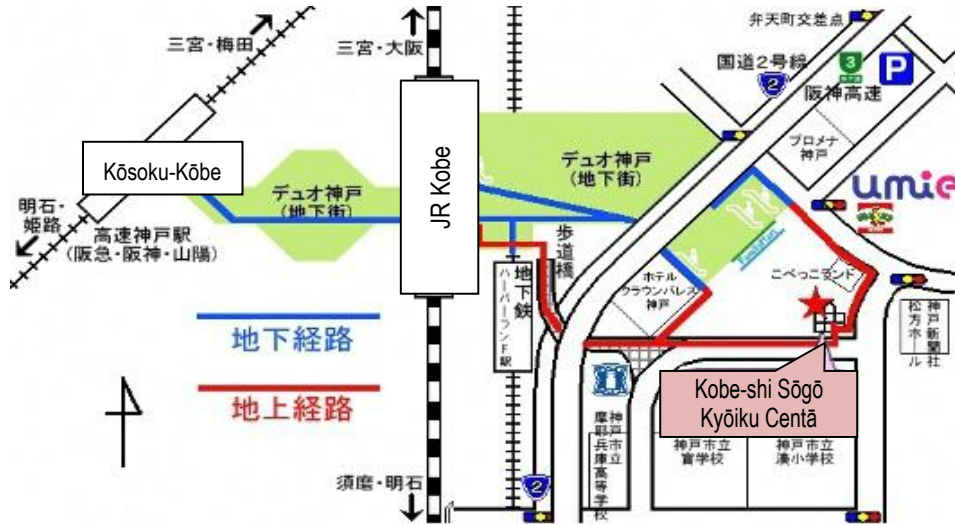 三宮・梅田
三宮・大阪
弁天町交差点
国道2号線
2
3
P
阪神高速
Kōsoku-Kōbe
JR Kobe
デュオ神戸
(地下街)
デュオ神戸
(地下街)
プロメナ
神戸
umie
明石・
姫路
高速神戸駅
(阪急・阪神・山陽)
歩道橋
地下鉄
ハーバーランド駅
ホテル
クラウンパレス
神戸
こべっこランド
地下経路
地上経路
神戸新聞社
松方ホール
Kobe-shi Sōgō
Kyōiku Centā
神戸市立
摩耶兵庫高等学校
神戸市立
盲学校
神戸市立
湊小学校
須磨・明石
2